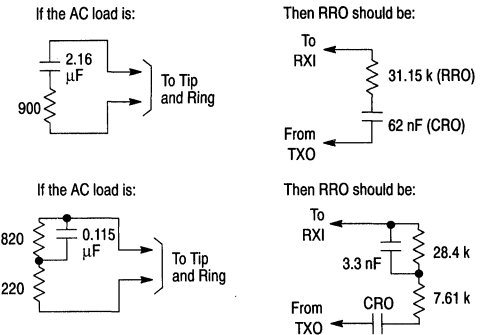 If the AC load is:
Then RRO should be:
2.16
µF
900
To Tip
and Ring
To
RXI
31.15 k (RRO)
62 nF (CRO)
From
TXO
If the AC load is:
Then RRO should be:
820
0.115
µF
220
To Tip
and Ring
To
RXI
3.3 nF
28.4 k
7.61 k
From
TXO
CRO